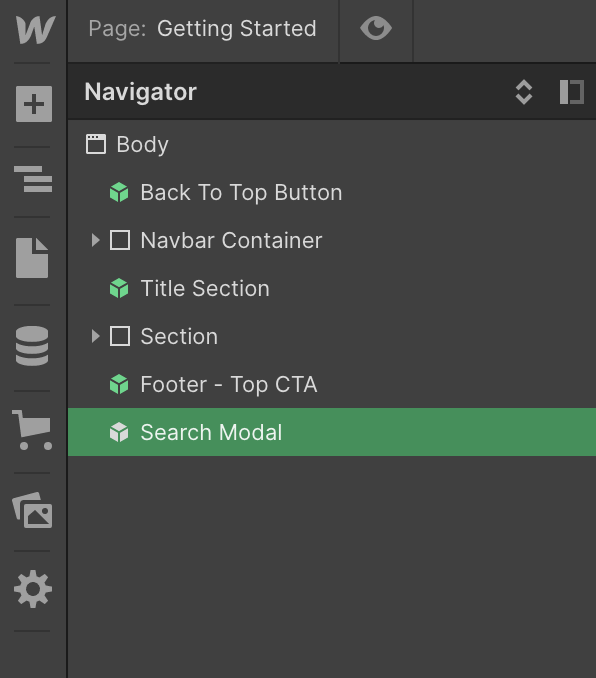 Page: Getting Started
Navigator
Body
Back To Top Button
Navbar Container
Title Section
Section
Footer - Top CTA
Search Modal